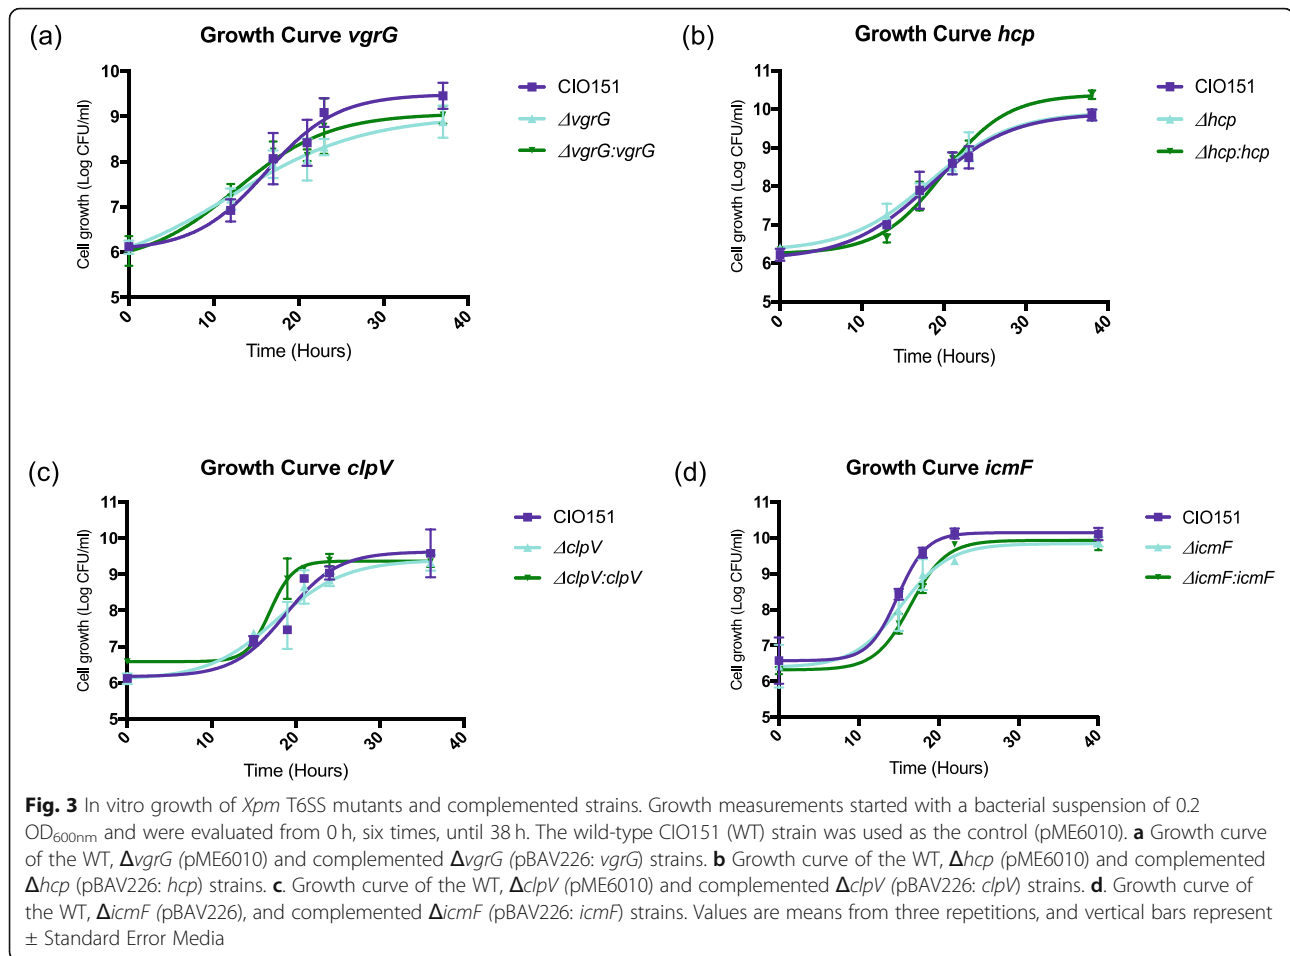 (a)
Growth Curve vgrG
10
9
8
7
6
5
Cell growth (Log CFU/ml)
0
10
20
30
40
Time (Hours)
CIO151
ΔvgrG
ΔvgrG:vgrG
(b)
Growth Curve hcp
11
10
9
8
7
6
5
Cell growth (Log CFU/ml)
0
10
20
30
40
Time (Hours)
CIO151
Δhcp
Δhcp:hcp
(c)
Growth Curve clpV
11
10
9
8
7
6
5
Cell growth (Log CFU/ml)
0
10
20
30
40
Time (Hours)
CIO151
ΔclpV
ΔclpV:clpV
(d)
Growth Curve icmF
11
10
9
8
7
6
5
Cell growth (Log CFU/ml)
0
10
20
30
40
Time (Hours)
CIO151
ΔicmF
ΔicmF:icmF
Fig. 3 In vitro growth of Xpm T6SS mutants and complemented strains. Growth measurements started with a bacterial suspension of 0.2
OD600nm and were evaluated from 0 h, six times, until 38 h. The wild-type CIO151 (WT) strain was used as the control (pME6010). a Growth curve
of the WT, ΔvgrG (pME6010) and complemented ΔvgrG (pBAV226: vgrG) strains. b Growth curve of the WT, Δhcp (pME6010) and complemented
Δhcp (pBAV226: hcp) strains. c. Growth curve of the WT, ΔclpV (pME6010) and complemented ΔclpV (pBAV226: clpV) strains. d. Growth curve of
the WT, ΔicmF (pBAV226), and complemented ΔicmF (pBAV226: icmF) strains. Values are means from three repetitions, and vertical bars represent
± Standard Error Media